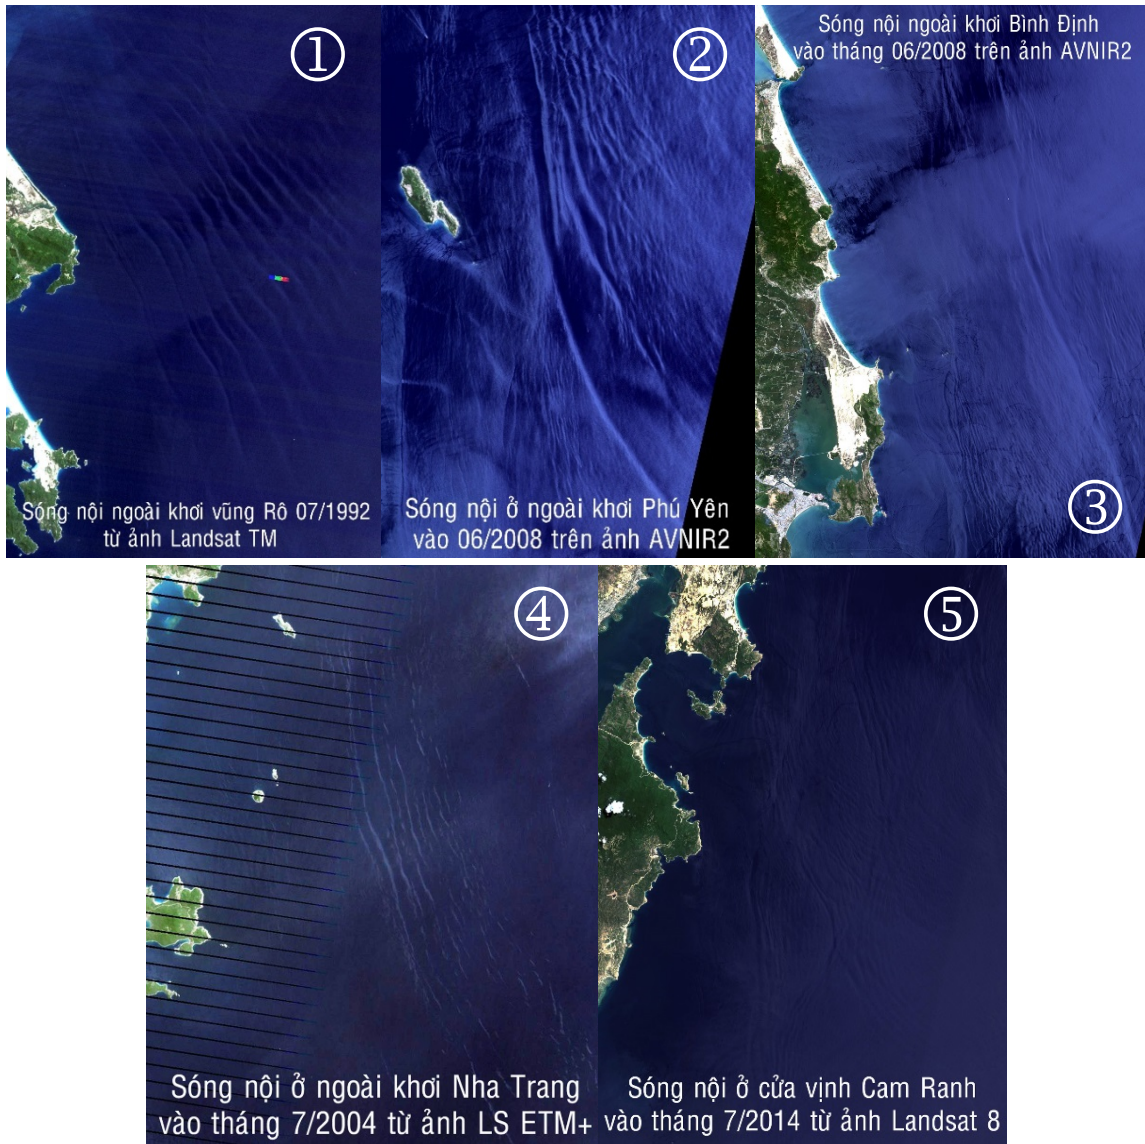 ①
Sóng nội ngoài khơi vũng Rô 07/1992
từ ảnh Landsat TM
②
Sóng nội ở ngoài khơi Phú Yên
vào 06/2008 trên ảnh AVNIR2
Sóng nội ngoài khơi Bình Định
vào tháng 06/2008 trên ảnh AVNIR2
③
④
Sóng nội ở ngoài khơi Nha Trang
vào tháng 7/2004 từ ảnh LS ETM+
⑤
Sóng nội ở cửa vịnh Cam Ranh
vào tháng 7/2014 từ ảnh Landsat 8